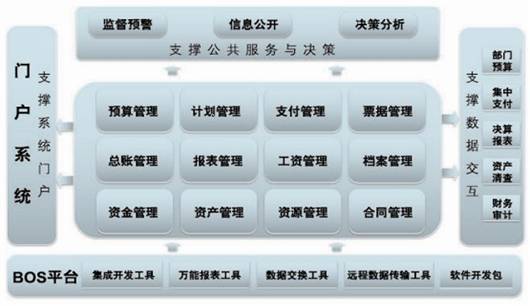 监督预警 信息公开 决策分析
支撑公共服务与决策
门户系统
支撑系统门户
预算管理 计划管理 支付管理 票据管理
总账管理 报表管理 工资管理 档案管理
资金管理 资产管理 资源管理 合同管理
支撑数据交互
部门
预算
集中
支付
决算
报表
资产
清查
财务
审计
BOS平台 集成开发工具 万能报表工具 数据交换工具 远程数据传输工具 软件开发包